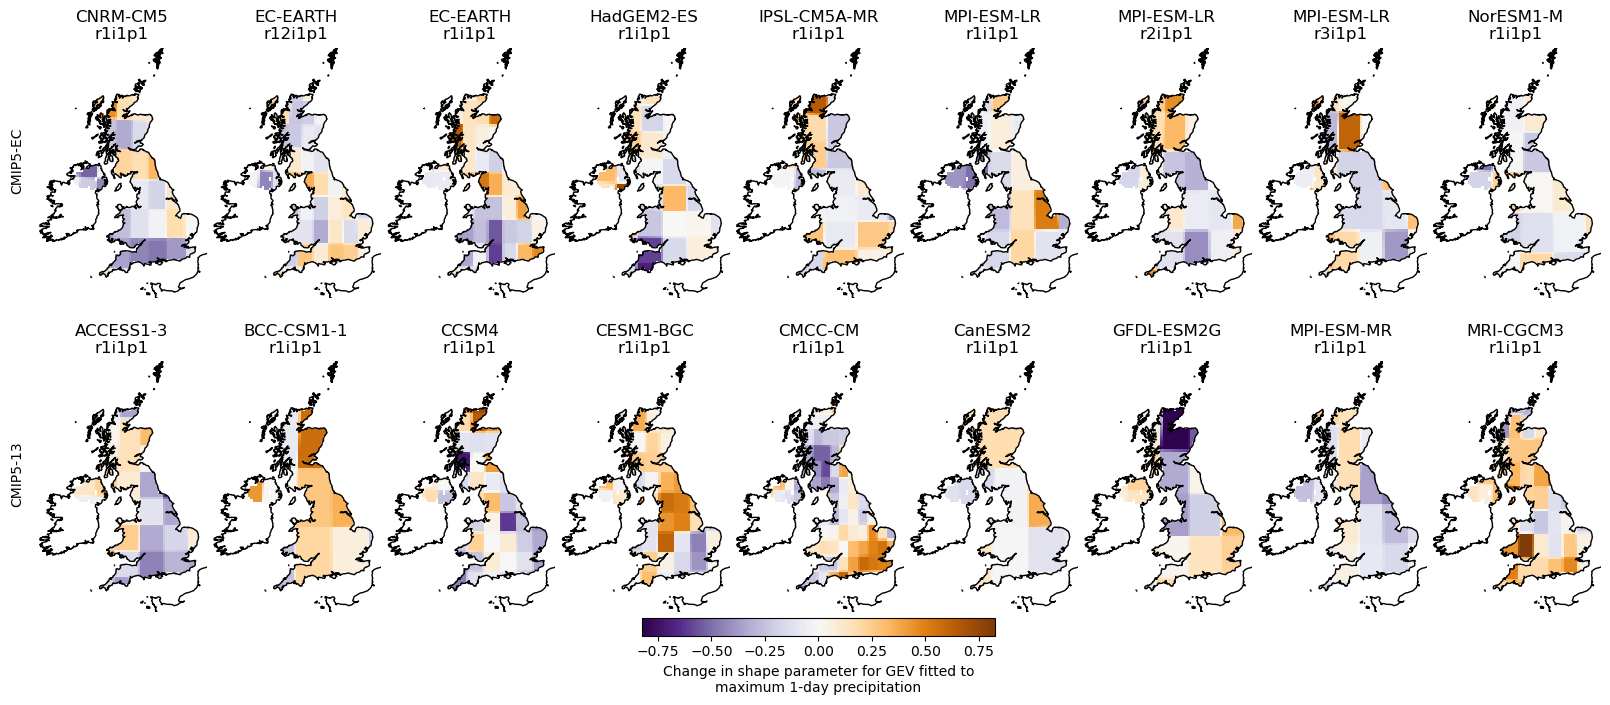 CNRM-CM5
r1i1p1
EC-EARTH
r12i1p1
EC-EARTH
r1i1p1
HadGEM2-ES
r1i1p1
IPSL-CM5A-MR
r1i1p1
MPI-ESM-LR
r1i1p1
MPI-ESM-LR
r2i1p1
MPI-ESM-LR
r3i1p1
NorESM1-M
r1i1p1
CMIP5-EC
ACCESS1-3
r1i1p1
BCC-CSM1-1
r1i1p1
CCSM4
r1i1p1
CESM1-BGC
r1i1p1
CMCC-CM
r1i1p1
CanESM2
r1i1p1
GFDL-ESM2G
r1i1p1
MPI-ESM-MR
r1i1p1
MRI-CGCM3
r1i1p1
CMIP5-13
−0.75 −0.50 −0.25 0.00 0.25 0.50 0.75
Change in shape parameter for GEV fitted to
maximum 1-day precipitation